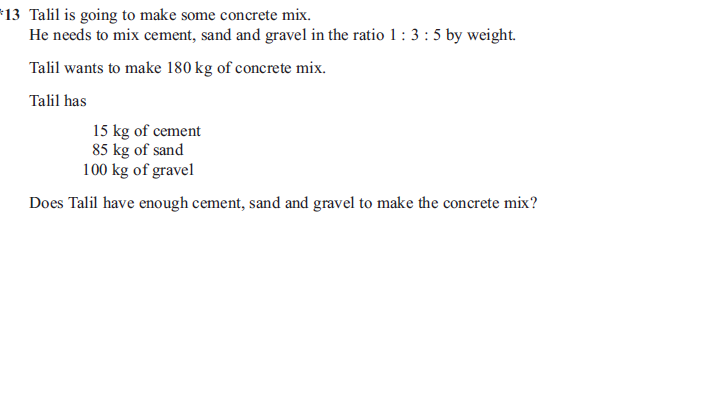 *13 Talil is going to make some concrete mix.
He needs to mix cement, sand and gravel in the ratio 1 : 3 : 5 by weight.
Talil wants to make 180 kg of concrete mix.
Talil has
15 kg of cement
85 kg of sand
100 kg of gravel
Does Talil have enough cement, sand and gravel to make the concrete mix?